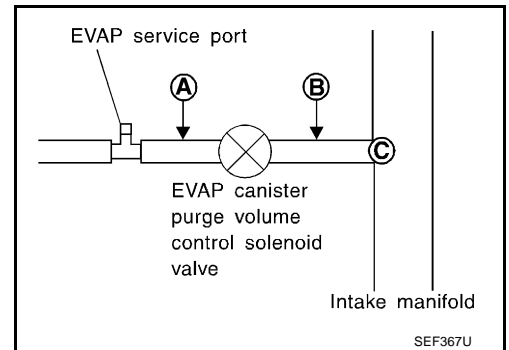 EVAP service port
A
B
C
EVAP canister
purge volume
control solenoid
valve
Intake manifold
SEF367U